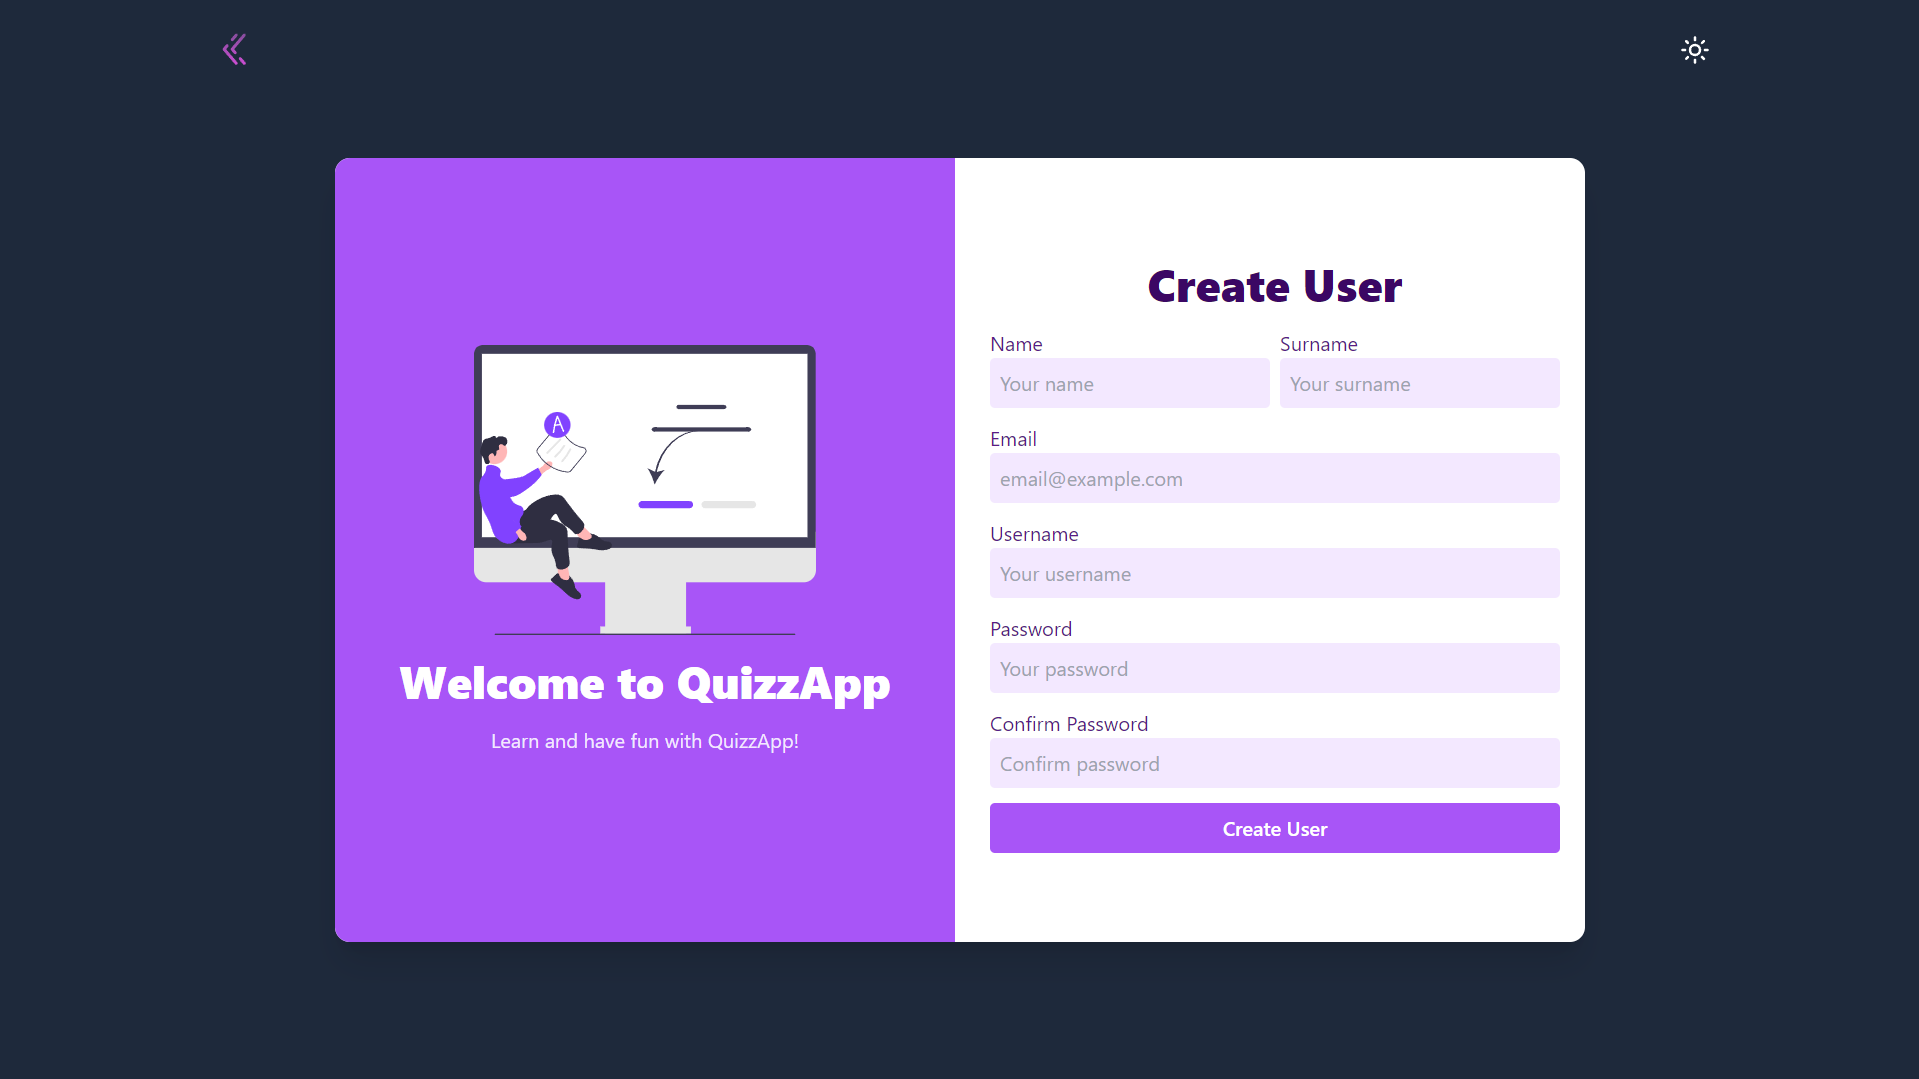 A
Welcome to QuizzApp
Learn and have fun with QuizzApp!
Create User
Name
Your name
Surname
Your surname
Email
email@example.com
Username
Your username
Password
Your password
Confirm Password
Confirm password
Create User